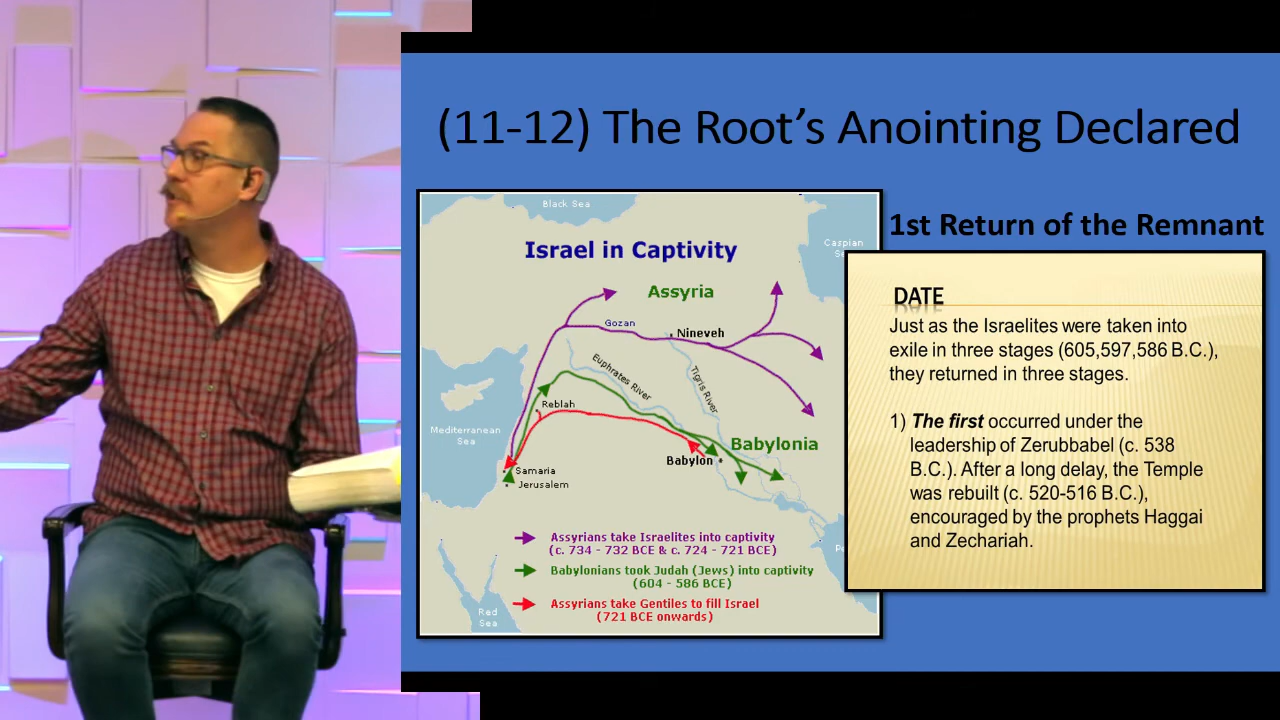 (11-12) The Root's Anointing Declared
Black Sea
Caspian
Israel in Captivity
Assyria
Gozan
Nineveh
Euphrates River
Tigris River
Reblah
Mediterranean
Sea
Babylonia
Babylon
Samaria
Jerusalem
Assyrians take Israelites into captivity
(c. 734 - 732 BCE & c. 724 - 721 BCE)
Babylonians took Judah (Jews) into captivity
(604 - 586 BCE)
Assyrians take Gentiles to fill Israel
(721 BCE onwards)
Red
Sea
1st Return of the Remnant
DATE
Just as the Israelites were taken into
exile in three stages (605,597,586 B.C.),
they returned in three stages.
1) The first occurred under the
leadership of Zerubbabel (c. 538
B.C.). After a long delay, the Temple
was rebuilt (c. 520-516 B.C.),
encouraged by the prophets Haggai
and Zechariah.